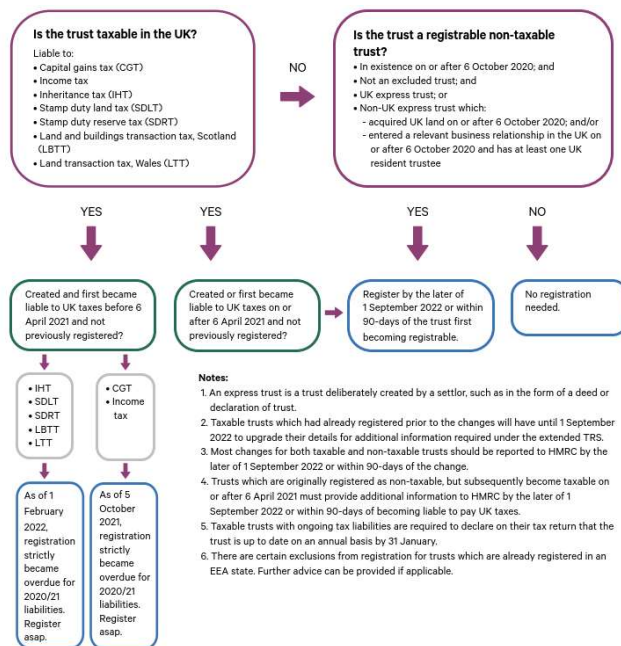 Is the trust taxable in the UK?
Liable to:
• Capital gains tax (CGT)
• Income tax
• Inheritance tax (IHT)
• Stamp duty land tax (SDLT)
• Stamp duty reserve tax (SDRT)
• Land and buildings transaction tax, Scotland
(LBTT)
• Land transaction tax, Wales (LTT)
NO
Is the trust a registrable non-taxable
trust?
• In existence on or after 6 October 2020; and
• Not an excluded trust; and
• UK express trust; or
• Non-UK express trust which:
- acquired UK land on or after 6 October 2020; and/or
- entered a relevant business relationship in the UK on
or after 6 October 2020 and has at least one UK
resident trustee
YES
YES
YES
NO
Created and first became
liable to UK taxes before 6
April 2021 and not
previously registered?
Created or first became
liable to UK taxes on or
after 6 April 2021 and not
previously registered?
Register by the later of
1 September 2022 or within
90-days of the trust first
becoming registrable.
No registration
needed.
• IHT
• SDLT
• SDRT
• LBTT
• LTT
• CGT
• Income
tax
As of 1
February
2022,
registration
strictly
became
overdue for
2020/21
liabilities.
Register
asap.
As of 5
October
2021,
registration
strictly
became
overdue for
2020/21
liabilities.
Register
asap.
Notes:
1. An express trust is a trust deliberately created by a settlor, such as in the form of a deed or
declaration of trust.
2. Taxable trusts which had already registered prior to the changes will have until 1 September
2022 to upgrade their details for additional information required under the extended TRS.
3. Most changes for both taxable and non-taxable trusts should be reported to HMRC by the
later of 1 September 2022 or within 90-days of the change.
4. Trusts which are originally registered as non-taxable, but subsequently become taxable on
or after 6 April 2021 must provide additional information to HMRC by the later of 1
September 2022 or within 90-days of becoming liable to pay UK taxes.
5. Taxable trusts with ongoing tax liabilities are required to declare on their tax return that the
trust is up to date on an annual basis by 31 January.
6. There are certain exclusions from registration for trusts which are already registered in an
EEA state. Further advice can be provided if applicable.